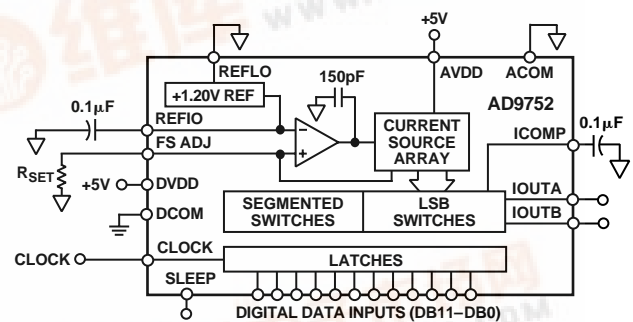 +5V
REFLO
150pF
AVDD
ACOM
+1.20V REF
AD9752
0.1μF
REFIO
CURRENT
SOURCE
ARRAY
ICOMP
0.1μF
FS ADJ
RSET
+5V
DVDD
SEGMENTED
SWITCHES
LSB
SWITCHES
IOUTA
IOUTB
DCOM
CLOCK
CLOCK
LATCHES
SLEEP
DIGITAL DATA INPUTS (DB11–DB0)